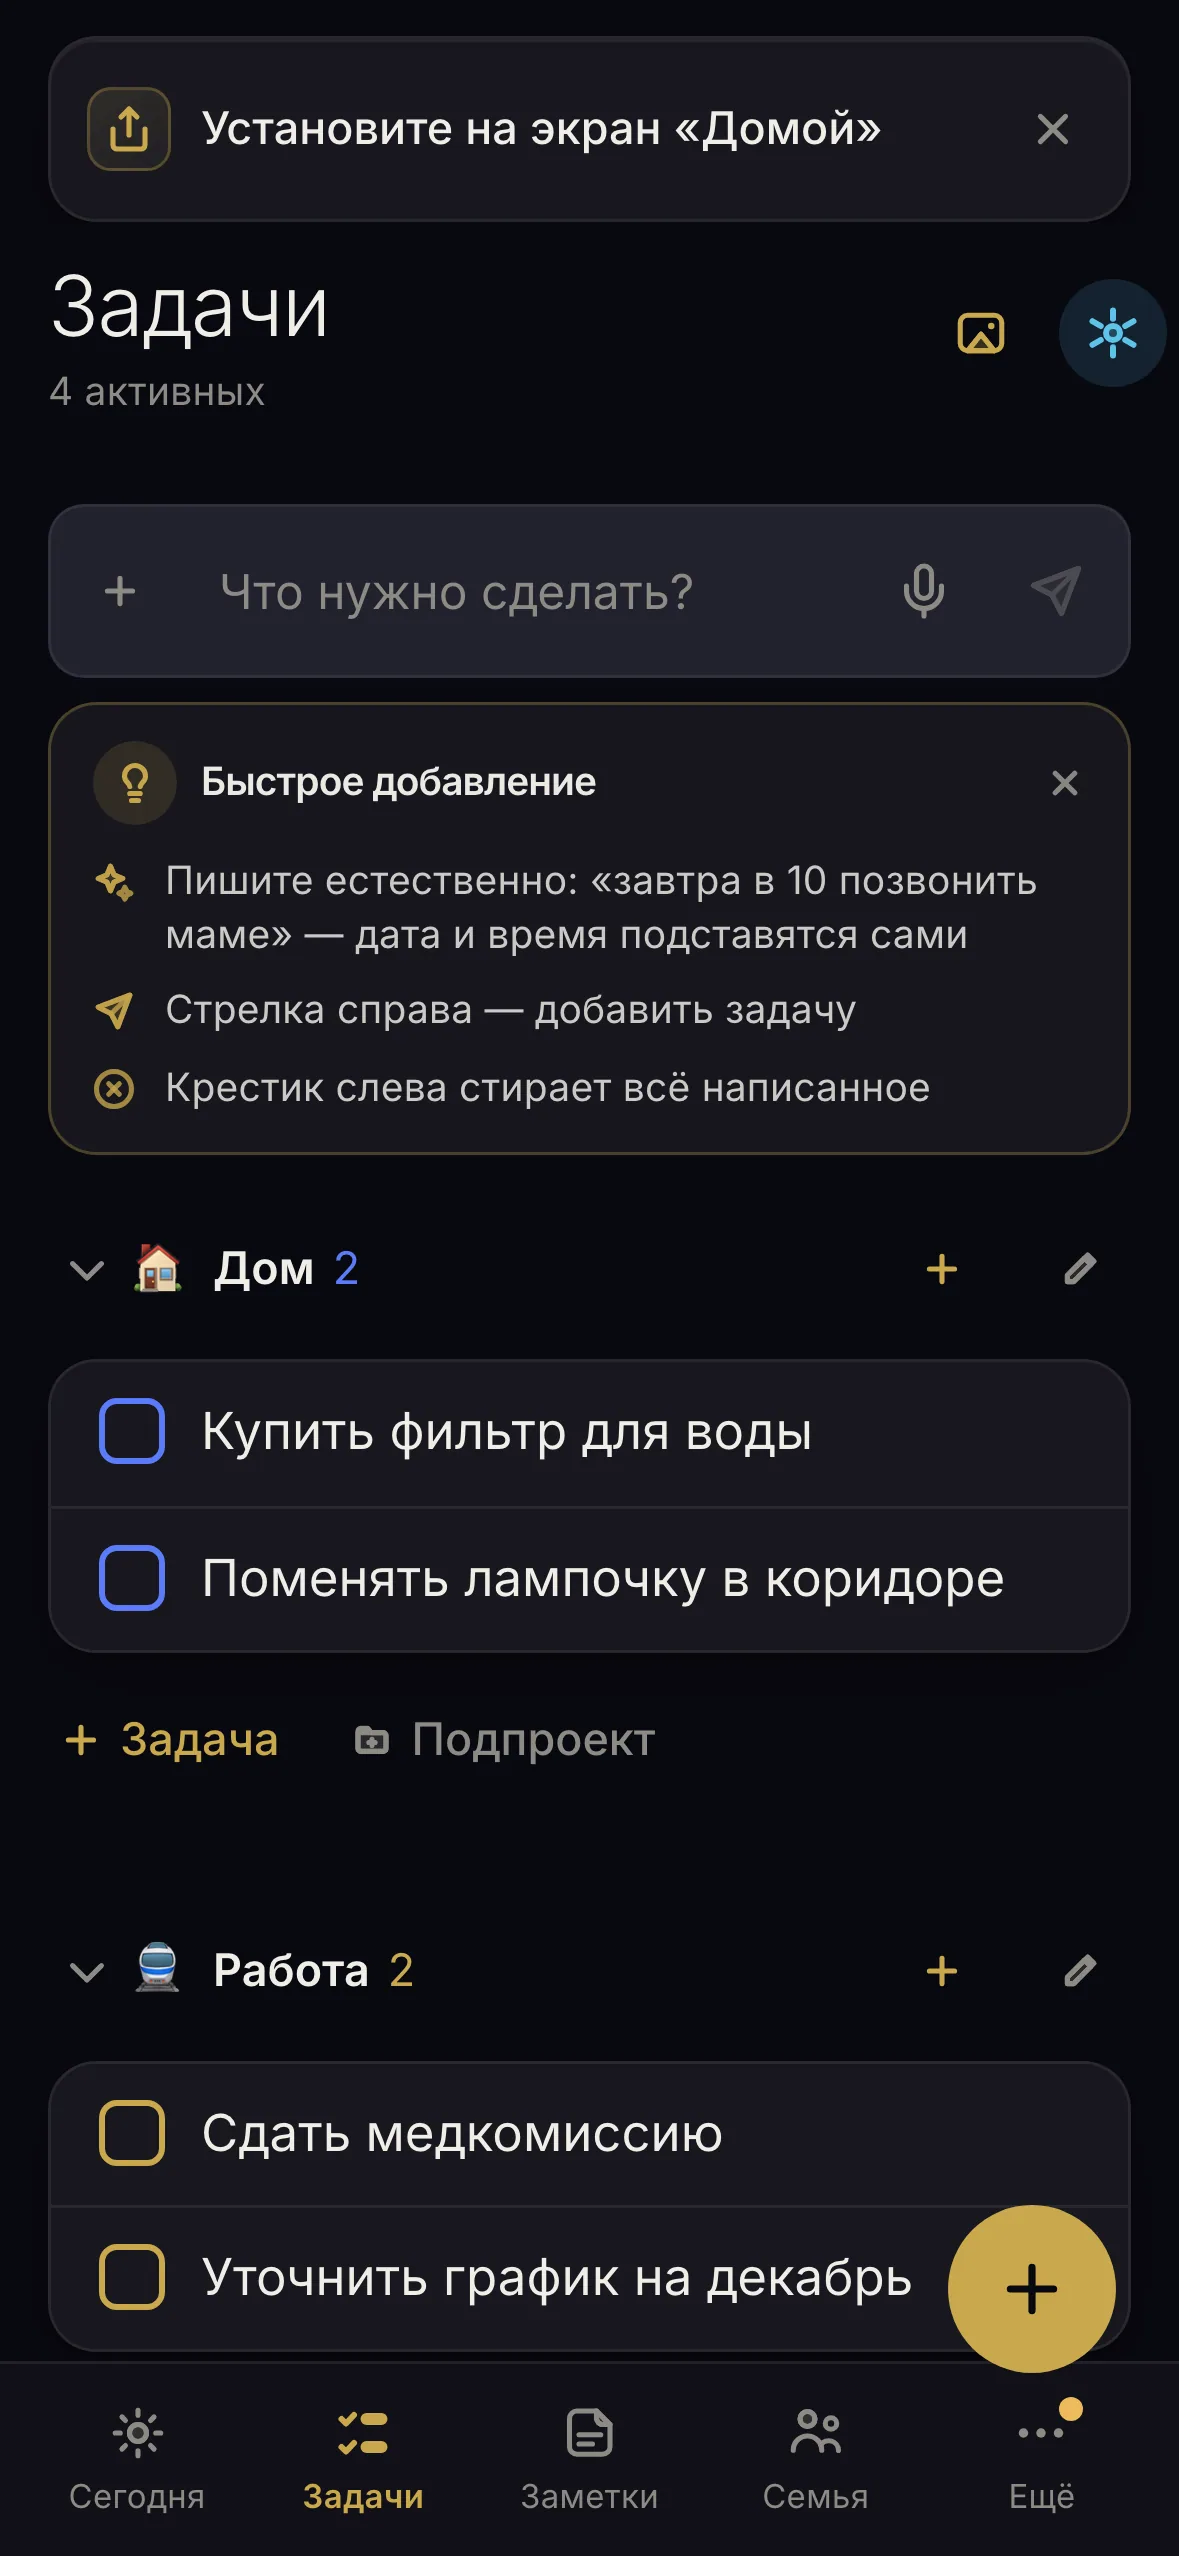 Установите на экран «Домой»
Задачи
4 активных
Что нужно сделать?
Быстрое добавление
Пишите естественно: «завтра в 10 позвонить
маме» — дата и время подставятся сами
Стрелка справа — добавить задачу
Крестик слева стирает всё написанное
Дом 2
Купить фильтр для воды
Поменять лампочку в коридоре
+ Задача Подпроект
Работа 2
Сдать медкомиссию
Уточнить график на декабрь
Сегодня Задачи Заметки Семья Ещё